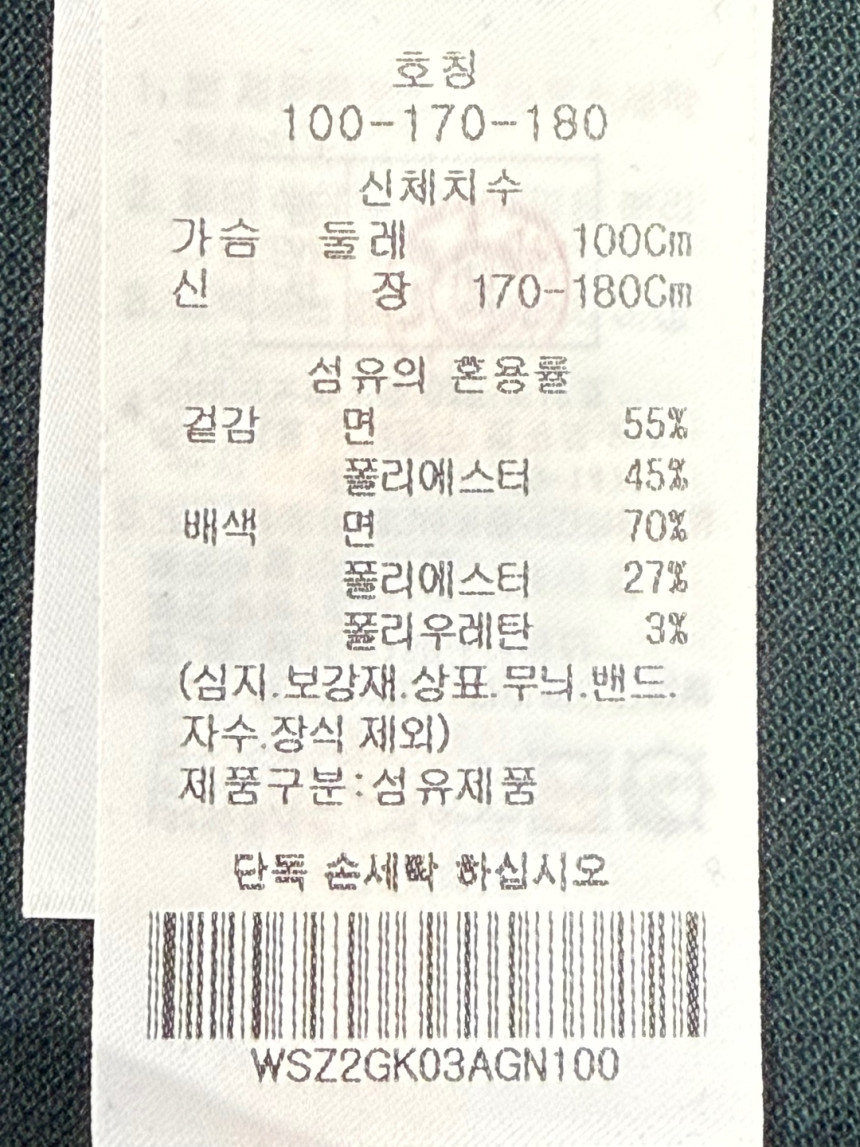 호칭
100-170-180
신체치수
가슴 둘레 100Cm
신 장 170-180Cm
섬유의 혼용률
겉감 면 55%
폴리에스터 45%
배색 면 70%
폴리에스터 27%
폴리우레탄 3%
(심지.보강재.상표.무늬.밴드.
자수.장식 제외)
제품구분:섬유제품
단독 손세탁 하십시오
WSZ2GK03AGN100